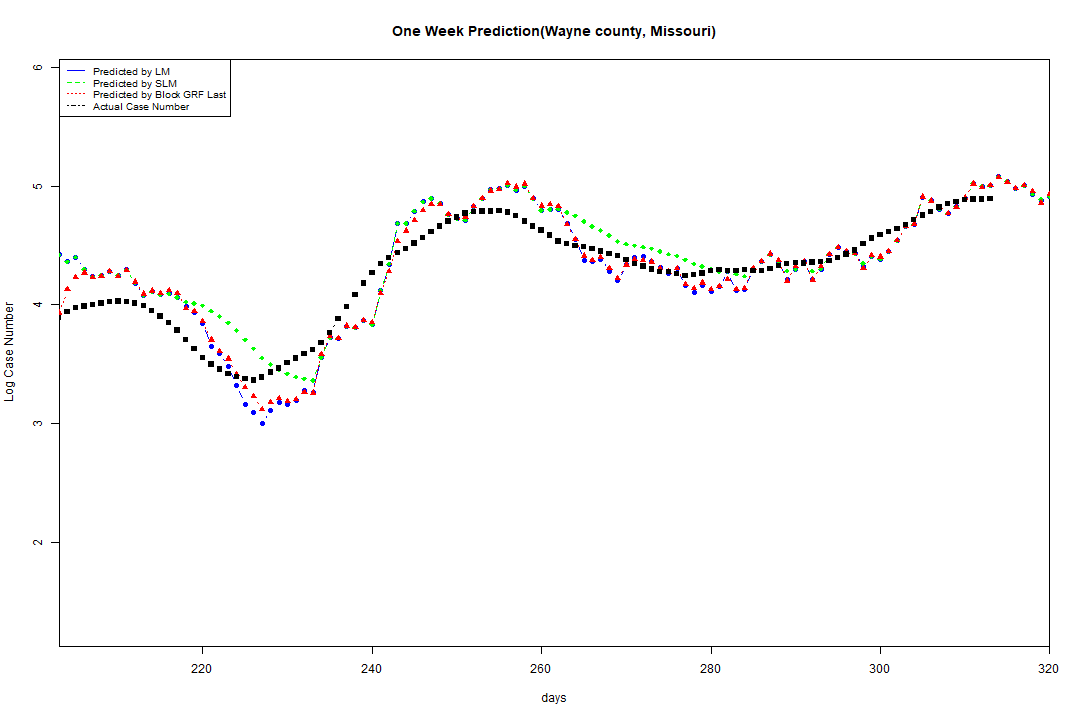 One Week Prediction(Wayne county, Missouri)
Predicted by LM
Predicted by SLM
Predicted by Block GRF Last
Actual Case Number
6
5
4
3
2
Log Case Number
220
240
260
280
300
320
days